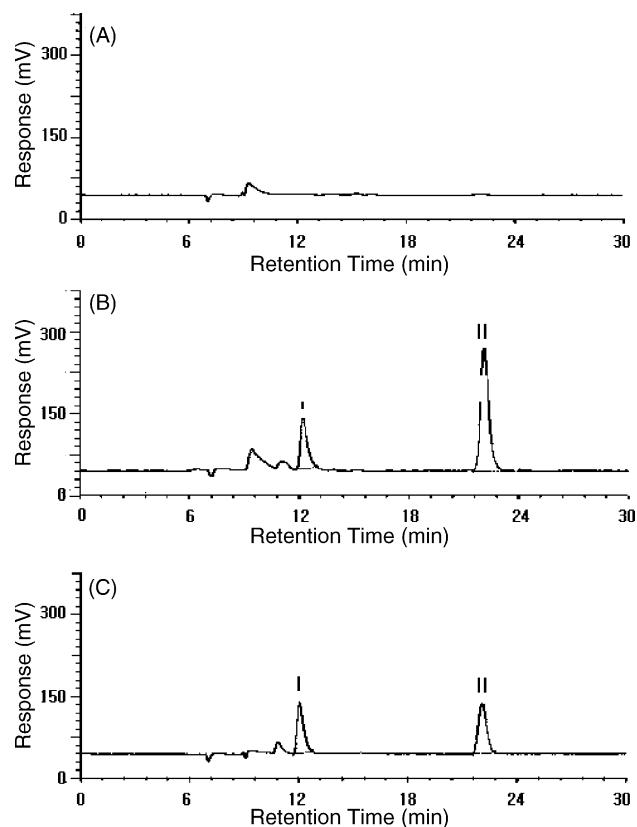 (A)
Response (mV)
300
150
0
0 6 12 18 24 30
Retention Time (min)
(B)
Response (mV)
300
150
0
I
II
0 6 12 18 24 30
Retention Time (min)
(C)
Response (mV)
300
150
0
I
II
0 6 12 18 24 30
Retention Time (min)